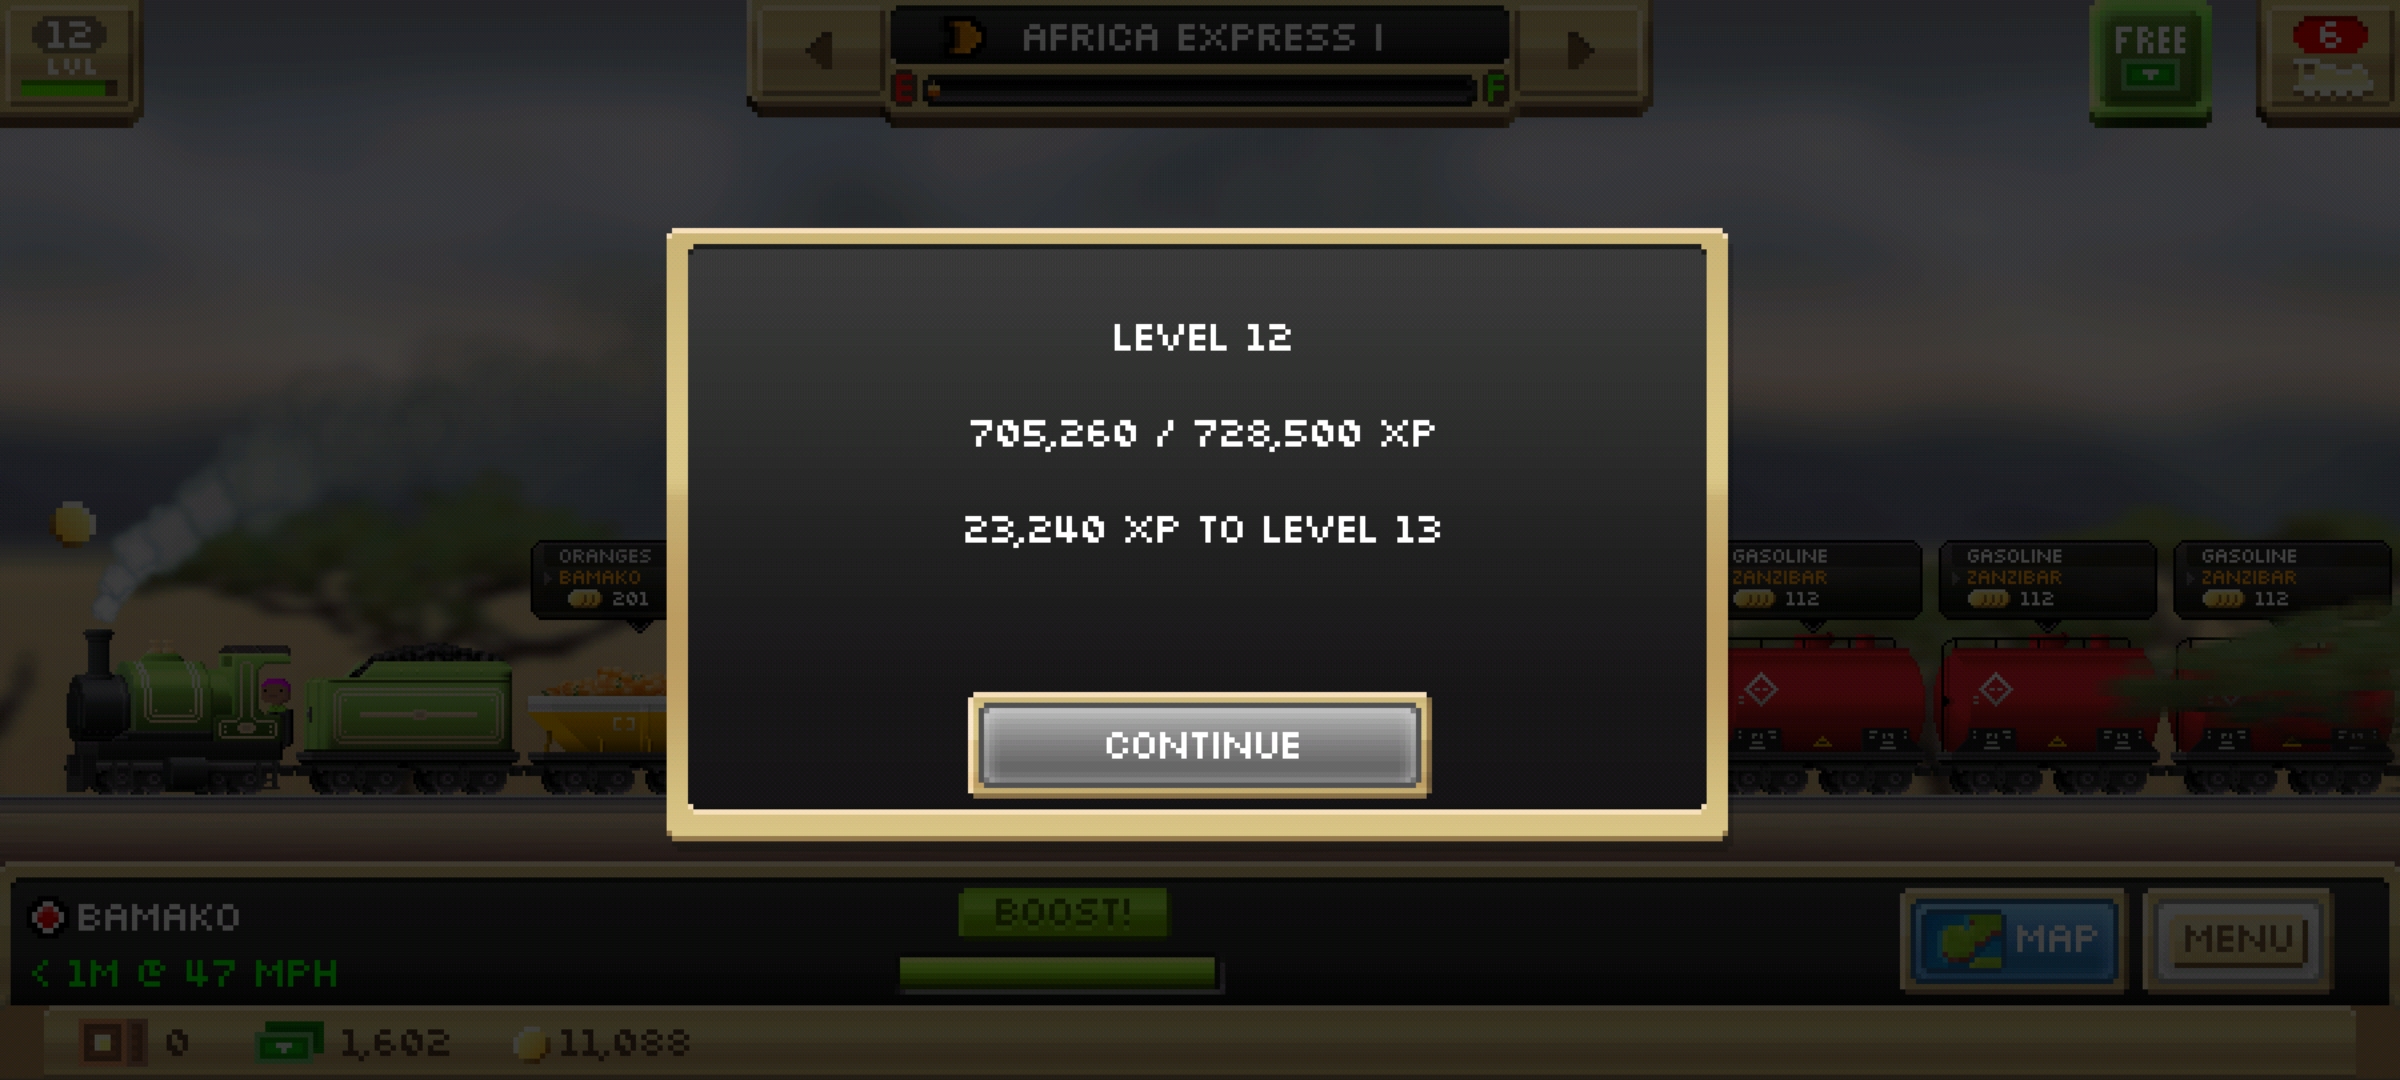 12
LVL
AFRICA EXPRESS I
E
F
FREE
6
LEVEL 12
705,260 / 728,500 XP
23,240 XP TO LEVEL 13
CONTINUE
ORANGES
BAMAKO
201
GASOLINE
ZANZIBAR
112
GASOLINE
ZANZIBAR
112
GASOLINE
ZANZIBAR
112
BAMAKO
< 1M @ 47 MPH
BOOST!
MAP
MENU
0
1,602
11,088